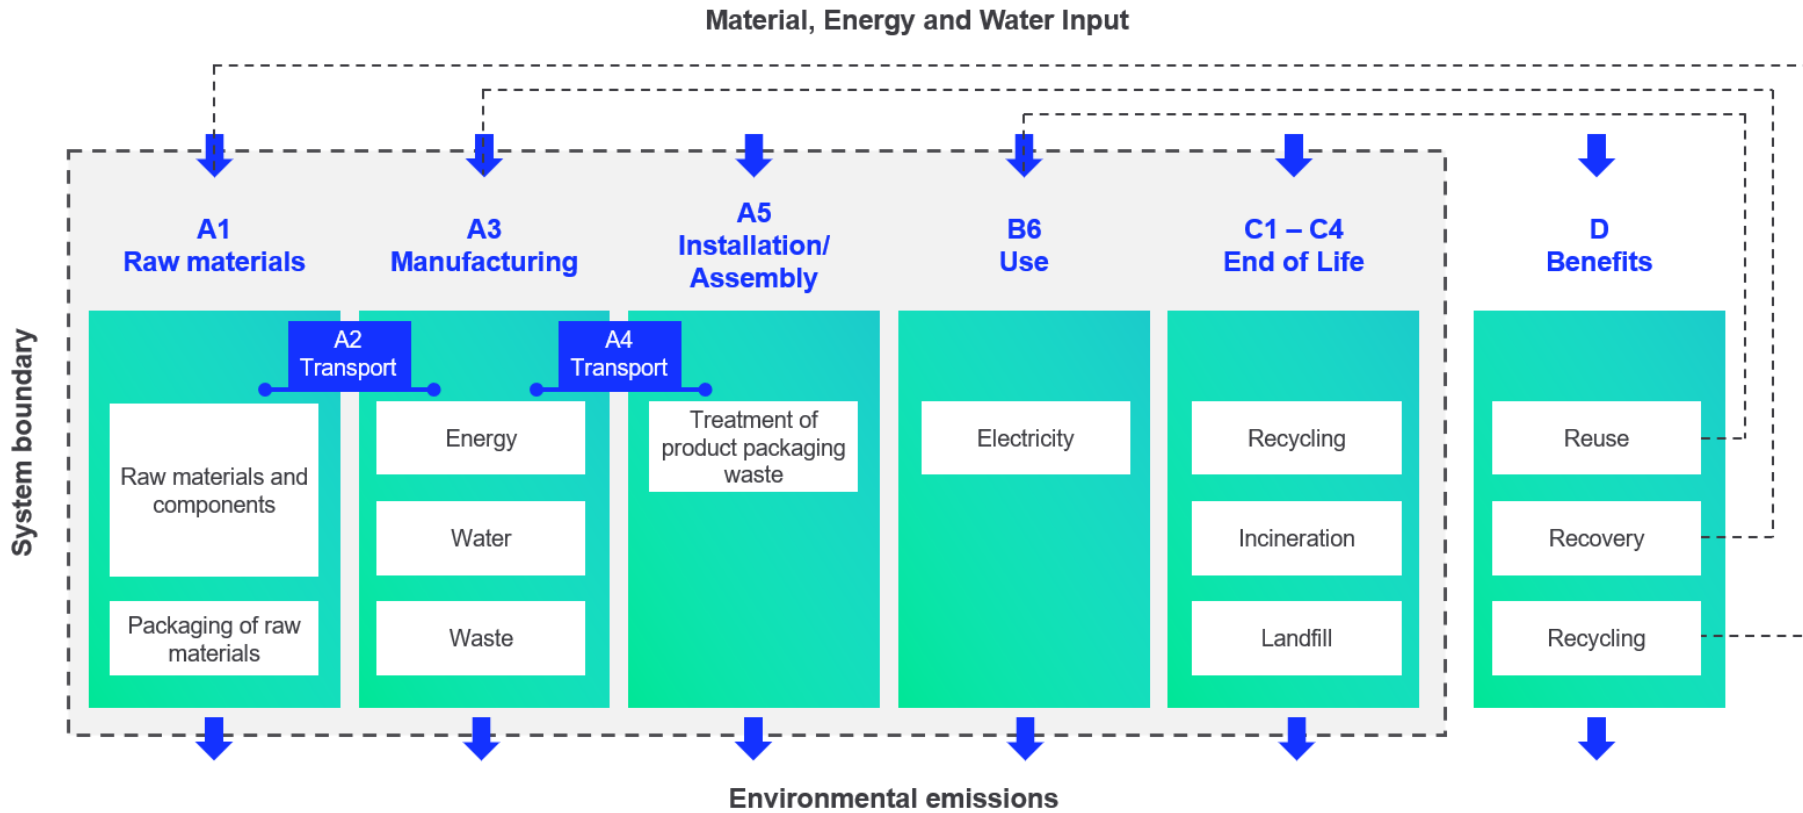 Material, Energy and Water Input
System boundary
A1
Raw materials
A3
Manufacturing
A5
Installation/
Assembly
B6
Use
C1 – C4
End of Life
D
Benefits
A2
Transport
A4
Transport
Raw materials and
components
Packaging of raw
materials
Energy
Water
Waste
Treatment of
product packaging
waste
Electricity
Recycling
Incineration
Landfill
Reuse
Recovery
Recycling
Environmental emissions